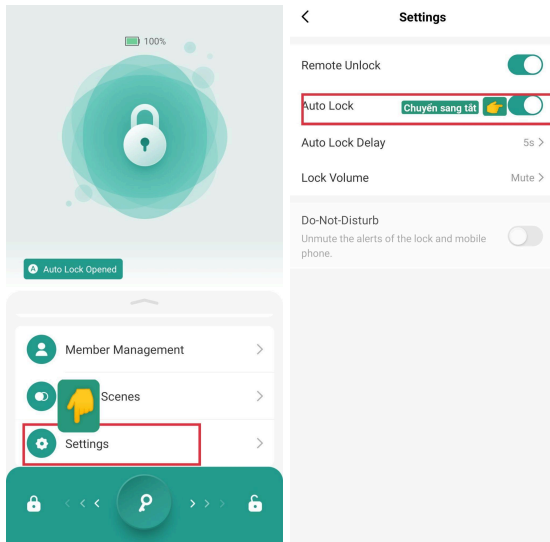 100%
A Auto Lock Opened
Member Management
Scenes
Settings
Settings
Remote Unlock
Auto Lock
Chuyển sang tắt
Auto Lock Delay
5s
Lock Volume
Mute
Do-Not-Disturb
Unmute the alerts of the lock and mobile
phone.